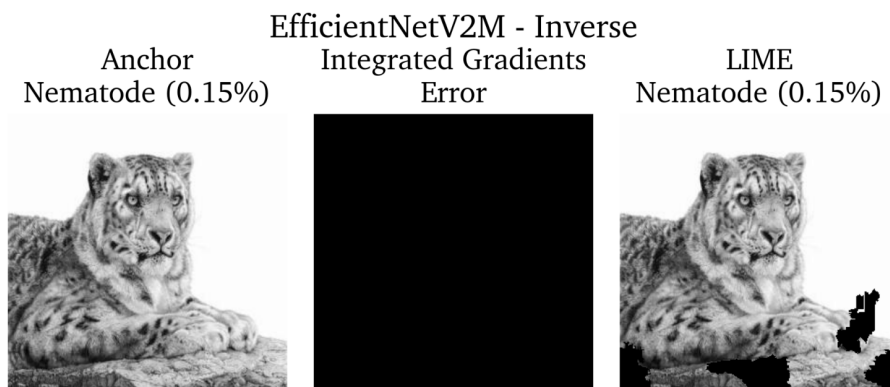 EfficientNetV2M - Inverse
Anchor
Nematode (0.15%)
Integrated Gradients
Error
LIME
Nematode (0.15%)